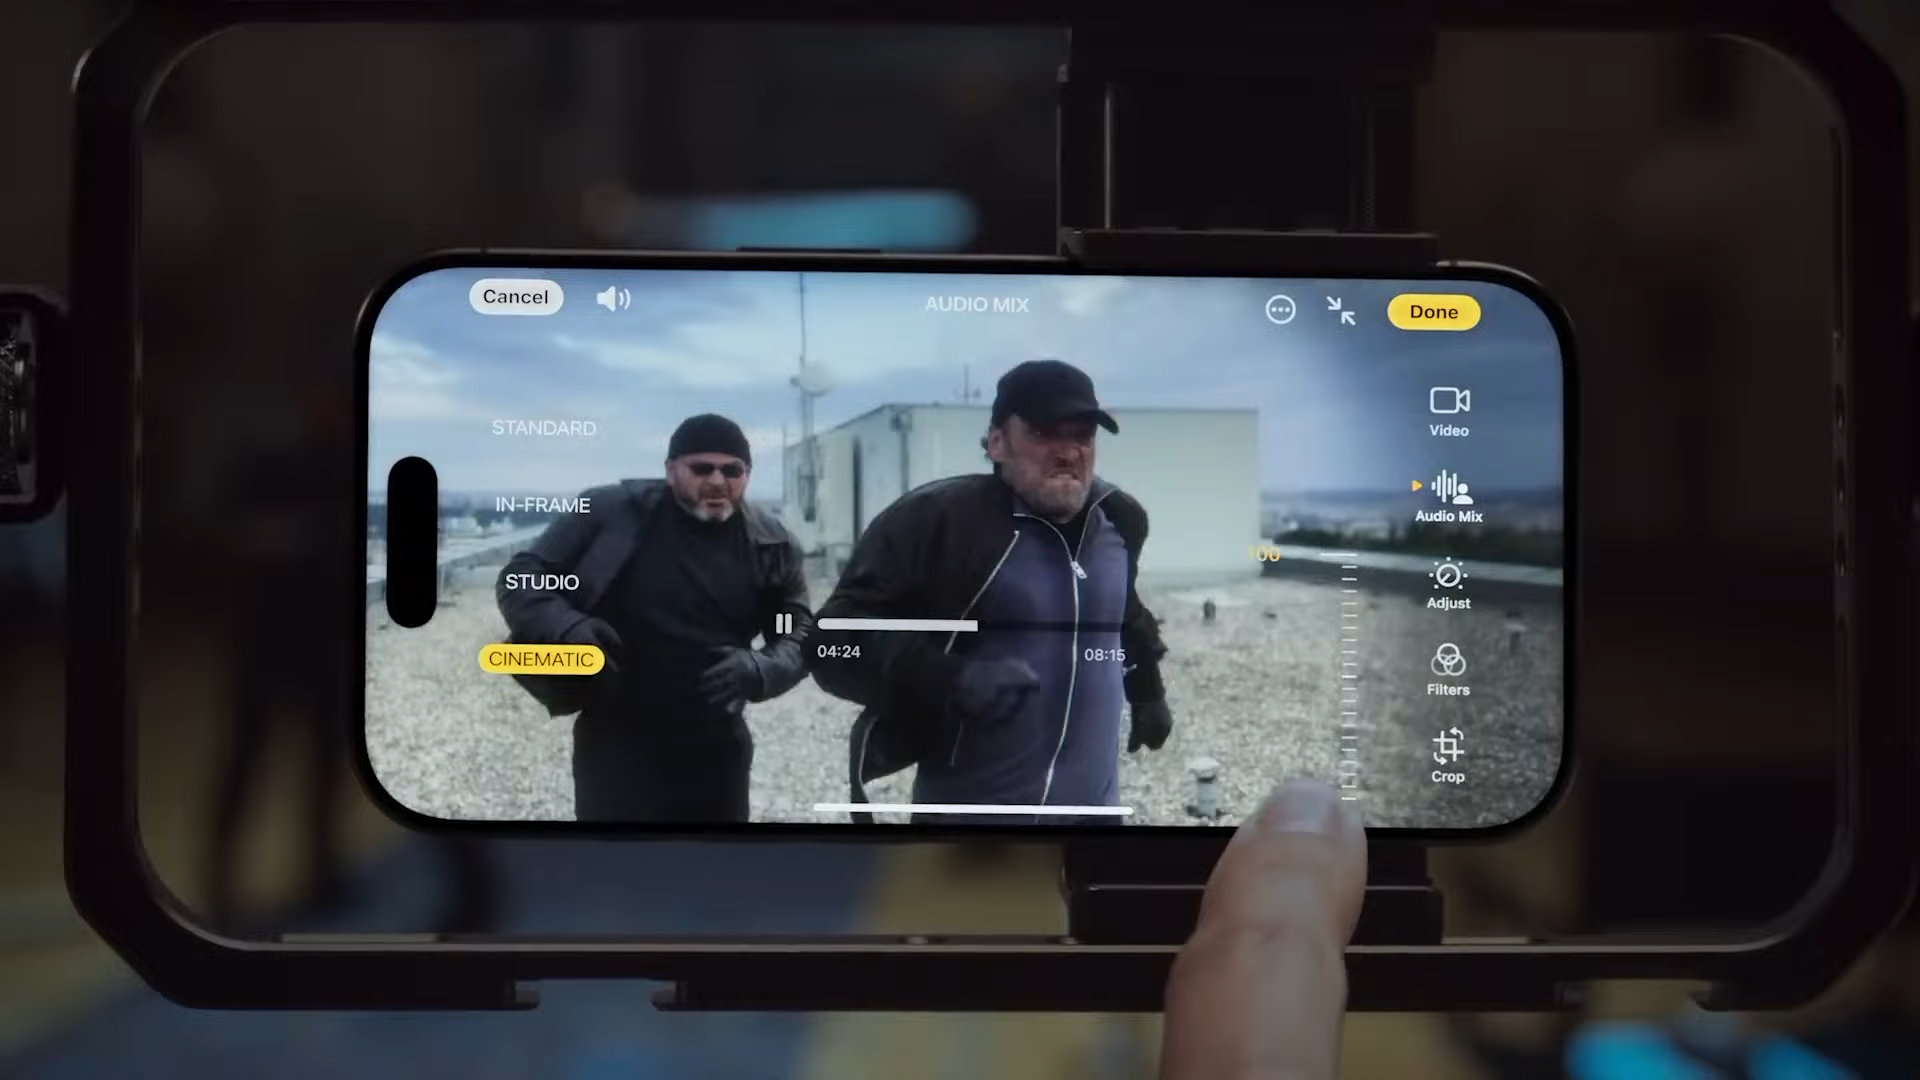 Cancel
AUDIO MIX
Done
STANDARD
IN-FRAME
STUDIO
CINEMATIC
04:24
08:15
100
Video
Audio Mix
Adjust
Filters
Crop